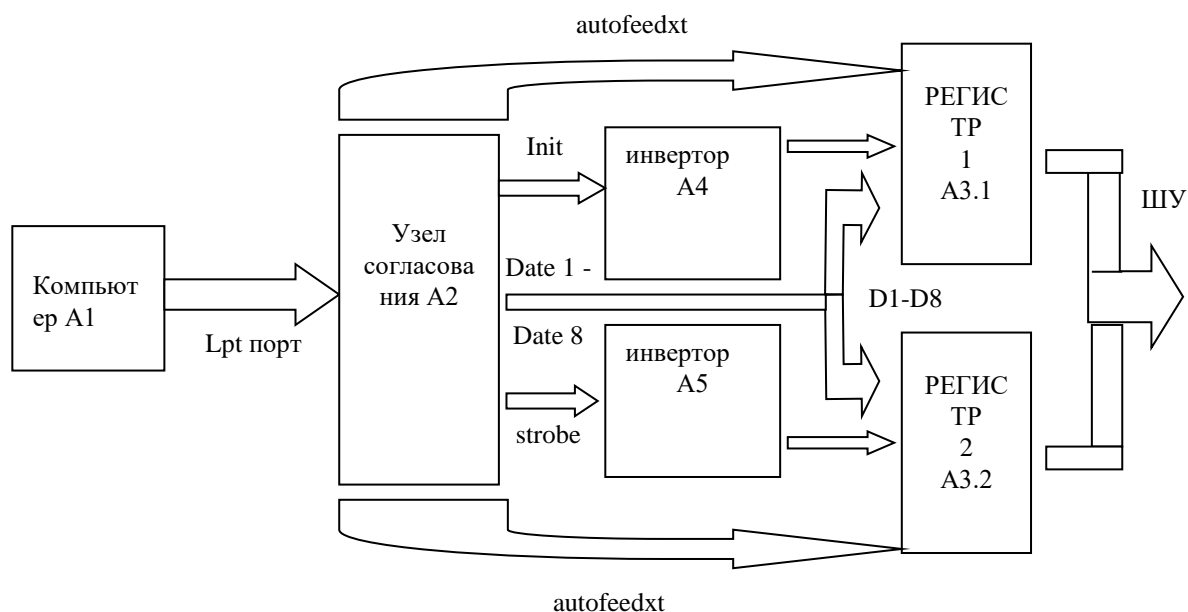 autofeedxt
РЕГИС
ТР
1
А3.1
Init
инвертор
А4
ШУ
Узел
согласова
ния А2
Компьют
ер А1
Lpt порт
Date 1 -
Date 8
D1-D8
инвертор
А5
strobe
РЕГИС
ТР
2
А3.2
autofeedxt